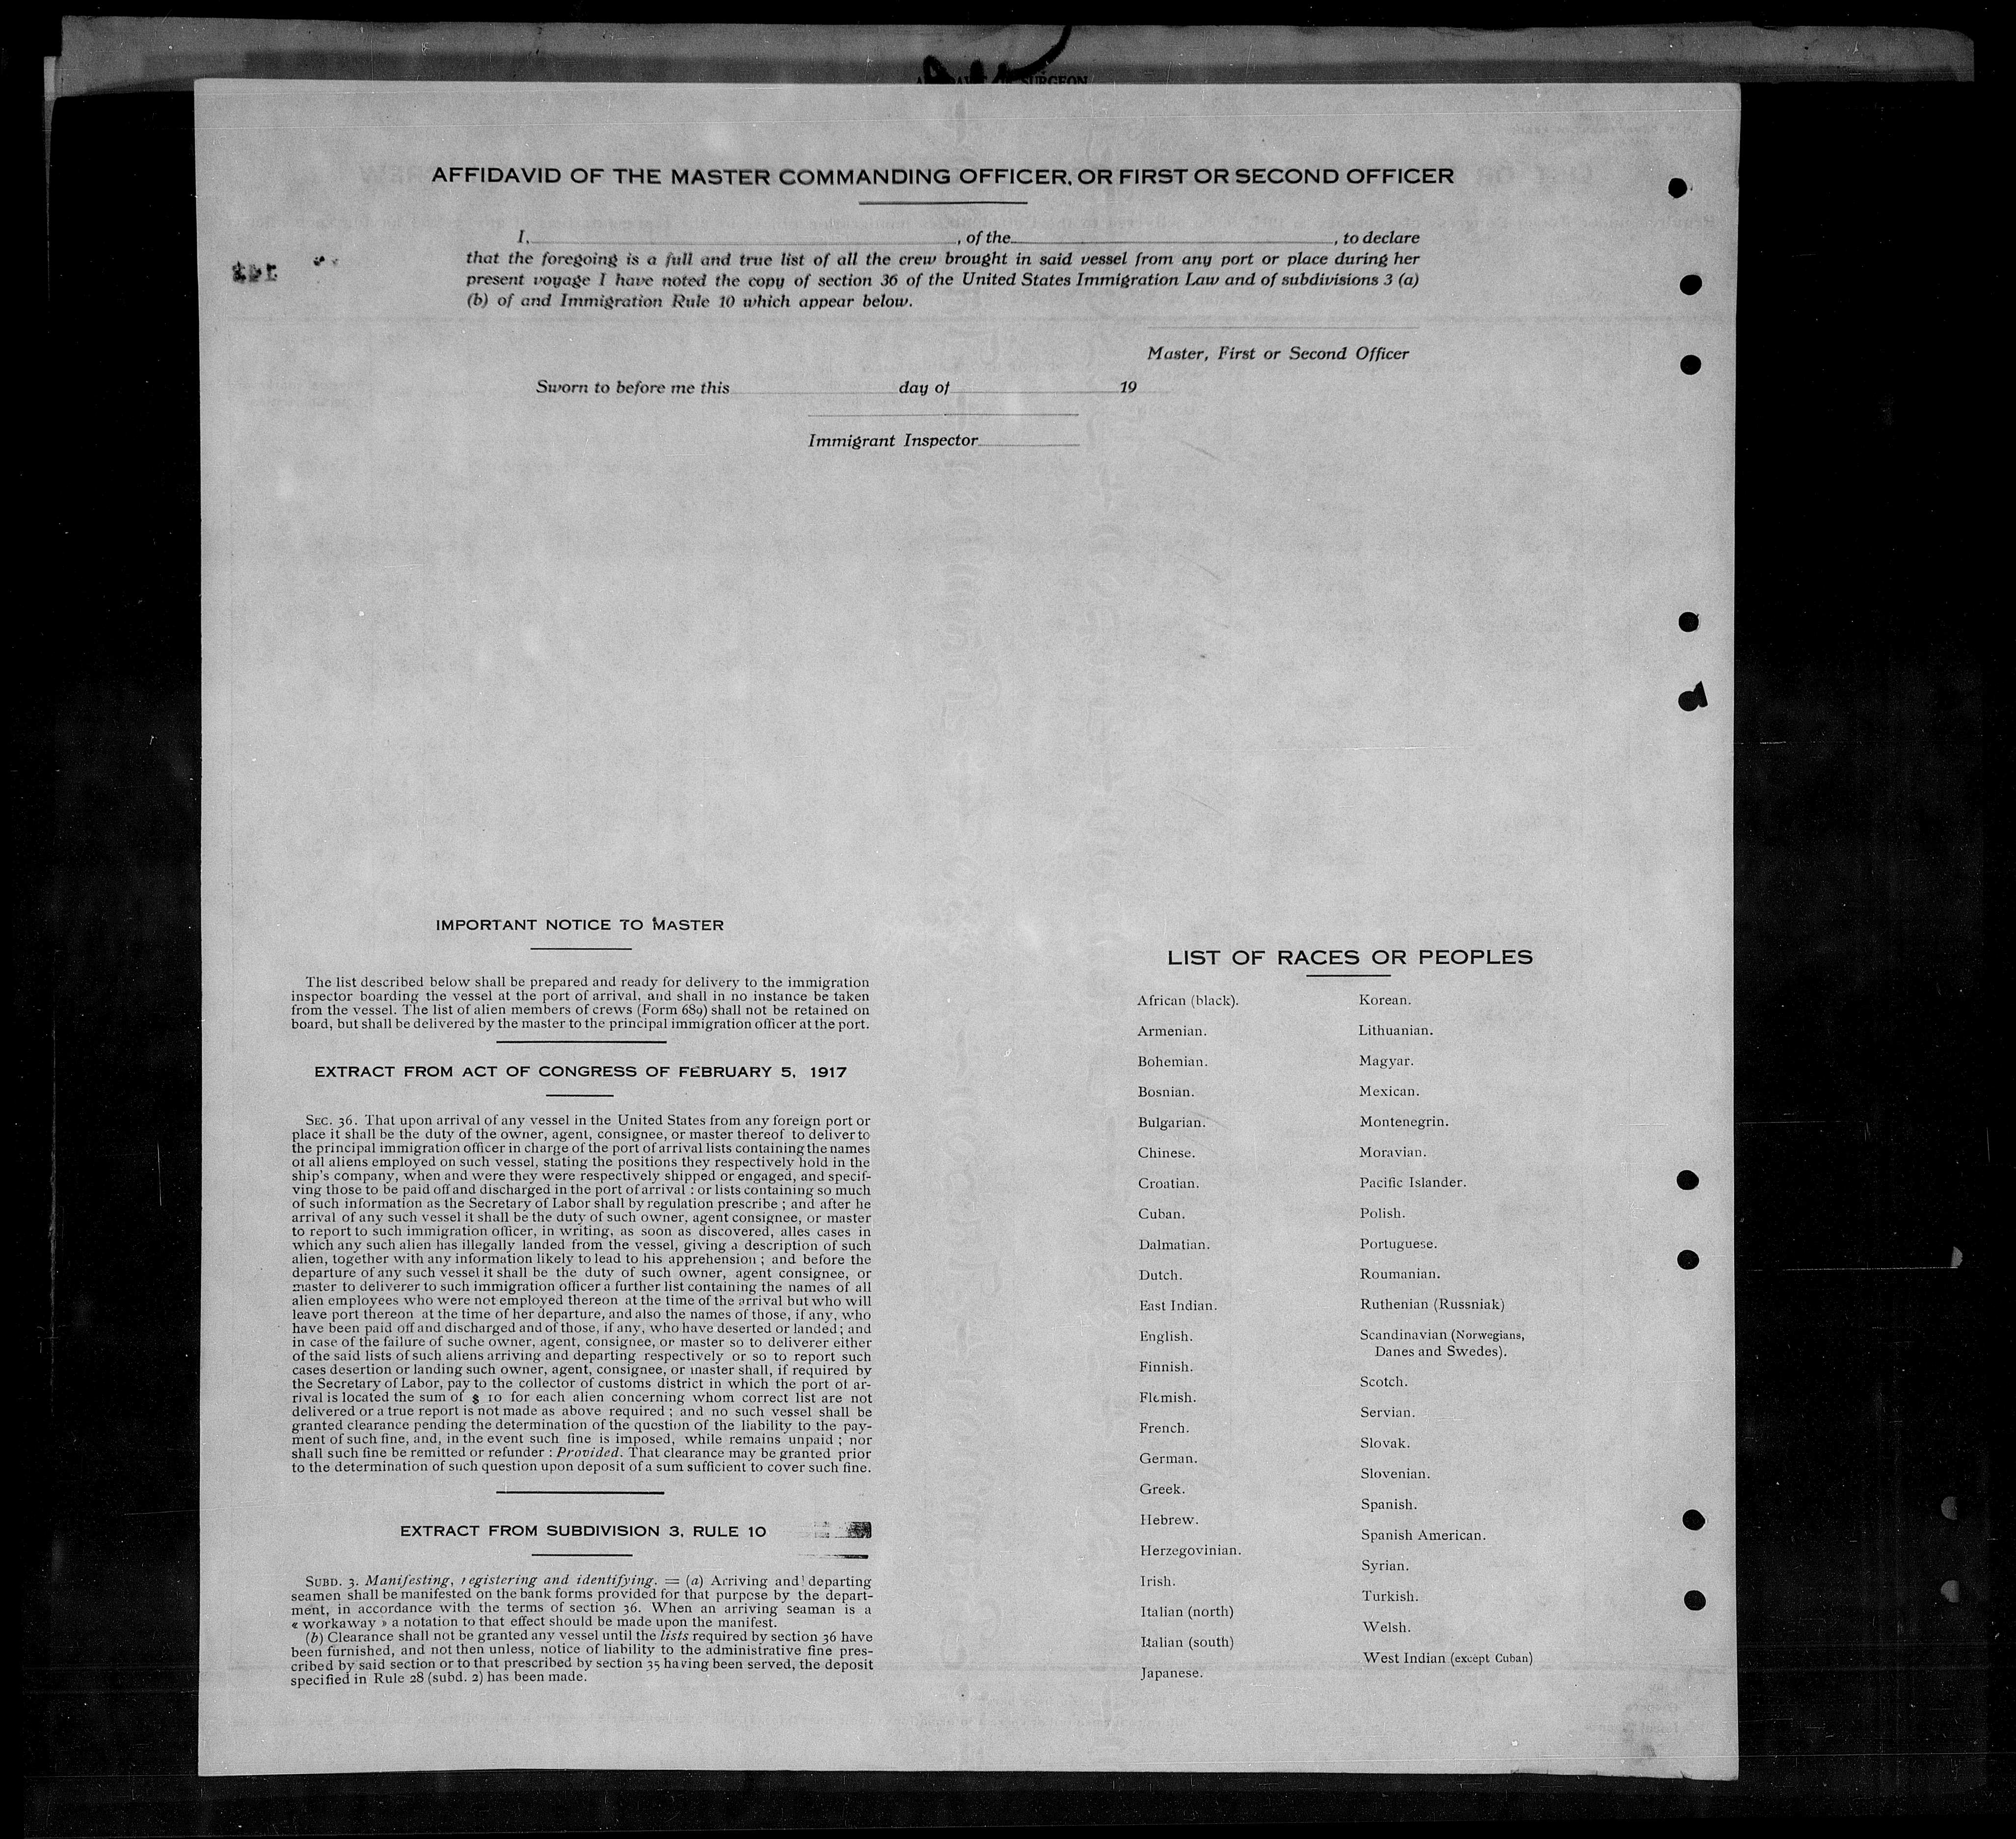 SURGEON
AFFIDAVID OF THE MASTER COMMANDING OFFICER, OR FIRST OR SECOND OFFICER
I, , of the , to declare
that the foregoing is a full and true list of all the crew brought in said vessel from any port or place during her
present voyage I have noted the copy of section 36 of the United States Immigration Law and of subdivisions 3 (a)
(b) of and Immigration Rule 10 which appear below.
Master, First or Second Officer
Sworn to before me this day of 19
Immigrant Inspector
IMPORTANT NOTICE TO MASTER
The list described below shall be prepared and ready for delivery to the immigration
inspector boarding the vessel at the port of arrival, and shall in no instance be taken
from the vessel. The list of alien members of crews (Form 689) shall not be retained on
board, but shall be delivered by the master to the principal immigration officer at the port.
EXTRACT FROM ACT OF CONGRESS OF FEBRUARY 5, 1917
SEC. 36. That upon arrival of any vessel in the United States from any foreign port or
place it shall be the duty of the owner, agent, consignee, or master thereof to deliver to
the principal immigration officer in charge of the port of arrival lists containing the names
of all aliens employed on such vessel, stating the positions they respectively hold in the
ship's company, when and were they were respectively shipped or engaged, and specif-
ving those to be paid off and discharged in the port of arrival : or lists containing so much
of such information as the Secretary of Labor shall by regulation prescribe ; and after he
arrival of any such vessel it shall be the duty of such owner, agent consignee, or master
to report to such immigration officer, in writing, as soon as discovered, alles cases in
which any such alien has illegally landed from the vessel, giving a description of such
alien, together with any information likely to lead to his apprehension ; and before the
departure of any such vessel it shall be the duty of such owner, agent consignee, or
master to deliverer to such immigration officer a further list containing the names of all
alien employees who were not employed thereon at the time of the arrival but who will
leave port thereon at the time of her departure, and also the names of those, if any, who
have been paid off and discharged and of those, if any, who have deserted or landed ; and
in case of the failure of suche owner, agent, consignee, or master so to deliverer either
of the said lists of such aliens arriving and departing respectively or so to report such
cases desertion or landing such owner, agent, consignee, or master shall, if required by
the Secretary of Labor, pay to the collector of customs district in which the port of ar-
rival is located the sum of $ 10 for each alien concerning whom correct list are not
delivered or a true report is not made as above required ; and no such vessel shall be
granted clearance pending the determination of the question of the liability to the pay-
ment of such fine, and, in the event such fine is imposed, while remains unpaid ; nor
shall such fine be remitted or refunder : Provided. That clearance may be granted prior
to the determination of such question upon deposit of a sum sufficient to cover such fine.
EXTRACT FROM SUBDIVISION 3, RULE 10
SUBD. 3. Manifesting, registering and identifying. = (a) Arriving and departing
seamen shall be manifested on the bank forms provided for that purpose by the depart-
ment, in accordance with the terms of section 36. When an arriving seaman is a
« workaway » a notation to that effect should be made upon the manifest.
(b) Clearance shall not be granted any vessel until the lists required by section 36 have
been furnished, and not then unless, notice of liability to the administrative fine pres-
cribed by said section or to that prescribed by section 35 having been served, the deposit
specified in Rule 28 (subd. 2) has been made.
LIST OF RACES OR PEOPLES
African (black).
Armenian.
Bohemian.
Bosnian.
Bulgarian.
Chinese.
Croatian.
Cuban.
Dalmatian.
Dutch.
East Indian.
English.
Finnish.
Flemish.
French.
German.
Greek.
Hebrew.
Herzegovinian.
Irish.
Italian (north)
Italian (south)
Japanese.
Korean.
Lithuanian.
Magyar.
Mexican.
Montenegrin.
Moravian.
Pacific Islander.
Polish.
Portuguese.
Roumanian.
Ruthenian (Russniak)
Scandinavian (Norwegians,
Danes and Swedes).
Scotch.
Servian.
Slovak.
Slovenian.
Spanish.
Spanish American.
Syrian.
Turkish.
Welsh.
West Indian (except Cuban)